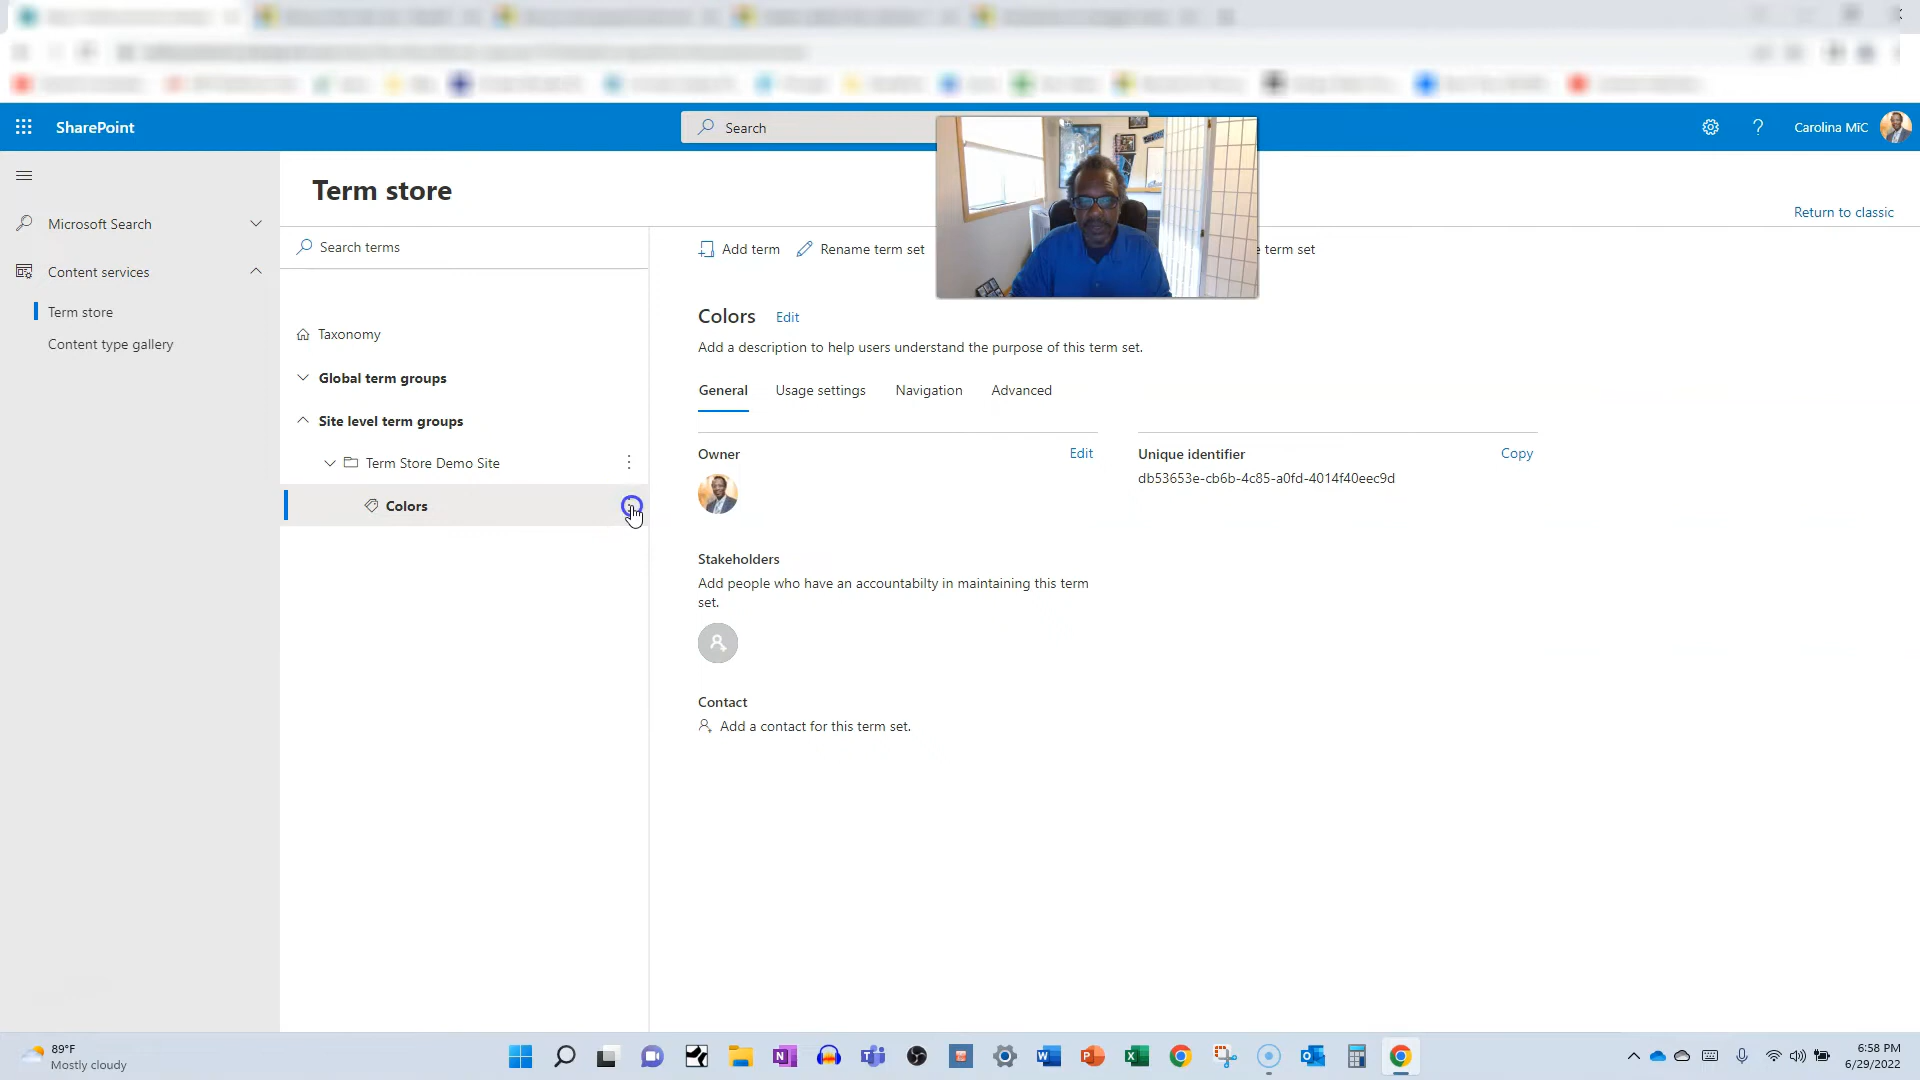 SharePoint
Search
Carolina MiC
Term store
Return to classic
Microsoft Search
Content services
Term store
Content type gallery
Search terms
Taxonomy
Global term groups
Site level term groups
Term Store Demo Site
Colors
Add term
Rename term set
term set
Colors
Edit
Add a description to help users understand the purpose of this term set.
General
Usage settings
Navigation
Advanced
Owner
Edit
Unique identifier
Copy
db53653e-cb6b-4c85-a0fd-4014f40eec9d
Stakeholders
Add people who have an accountabilty in maintaining this term
set.
Contact
Add a contact for this term set.
89°F
Mostly cloudy
6:58 PM
6/29/2022